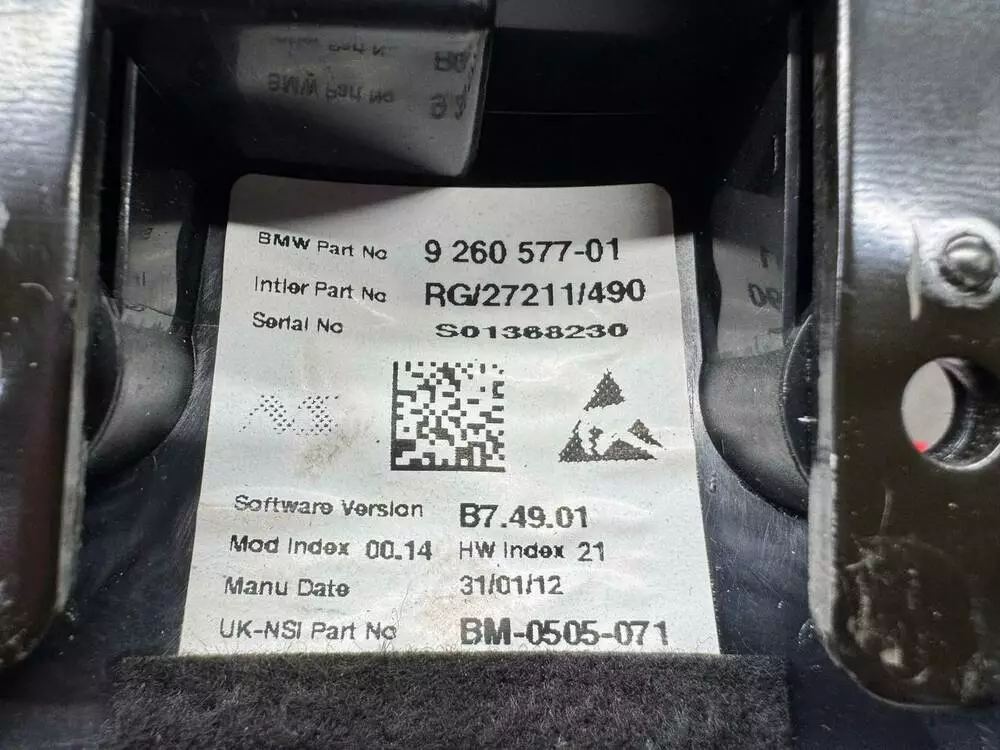 BMW Part No 9 260 577-01
Intier Part No RG/27211/490
Serial No S01368230
Software Version B7.49.01
Mod Index 00.14 HW Index 21
Manu Date 31/01/12
UK-NSI Part No BM-0505-071